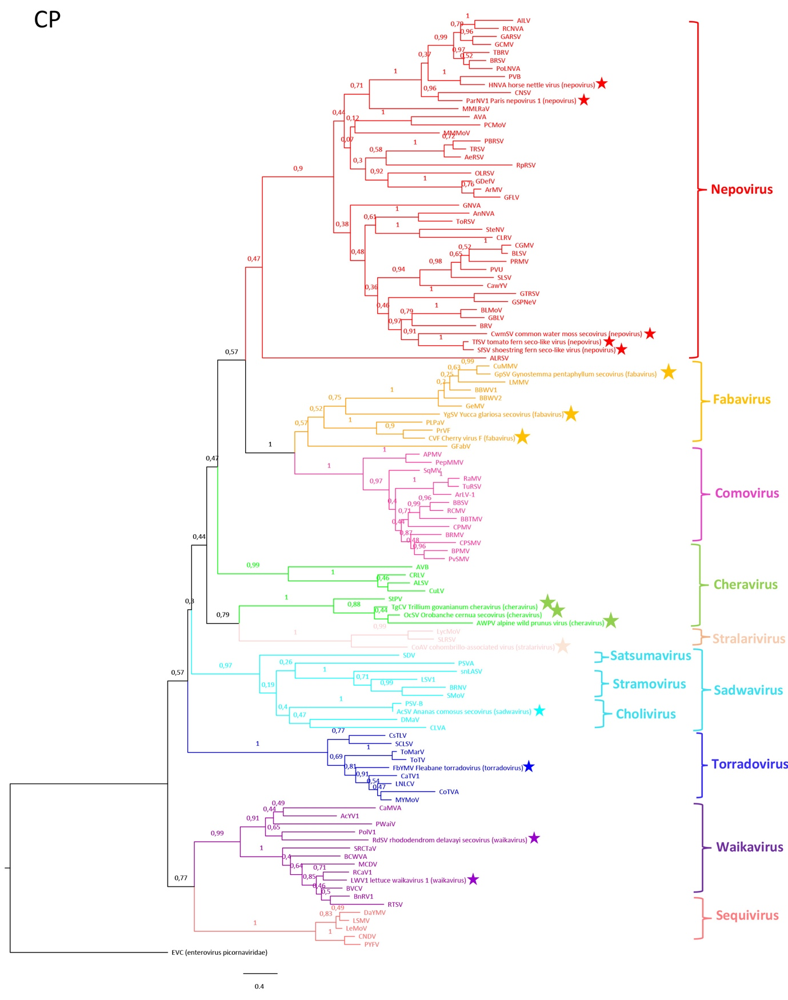 CP
1
AILV
0,79
RCNVA
0,96
GARSV
0,99
GCMV
0,97
TBRV
0,37
0,52
BRSV
PoLNVA
1
1
PVB
HNVA horse nettle virus (nepovirus)
0,71
0,96
CNSV
ParNV1 Paris nepovirus 1 (nepovirus)
MMLRaV
0,44
1
0,12
AVA
PCMoV
MMMoV
0,07
0,72
PBRSV
1
0,58
TRSV
AeRSV
0,3
RpRSV
0,9
0,92
OLRSV
1
GDefV
0,76
ArMV
GFLV
Nepovirus
GNVA
1
AnNVA
0,61
ToRSV
0,38
1
SteNV
CLRV
1
CGMV
0,52
BLSV
0,48
0,65
PRMV
0,47
0,98
PVU
0,94
SLSV
CawYV
0,36
1
GTRSV
GSPNeV
0,46
1
BLMoV
0,79
GBLV
0,97
BRV
0,91
CwmSV common water moss secovirus (nepovirus)
1
TfSV tomato fern seco-like virus (nepovirus)
SfSV shoestring fern seco-like virus (nepovirus)
0,57
ALRSV
0,99
CuMMV
0,63
GpSV Gynostemma pentaphyllum secovirus (fabavirus)
0,25
LMMV
0,2
1
BBWV1
0,75
BBWV2
Fabavirus
GeMV
0,52
YgSV Yucca glariosa secovirus (fabavirus)
0,57
1
PLPaV
0,9
PrVF
CVF Cherry virus F (fabavirus)
1
GFabV
1
APMV
0,47
PepMMV
1
SqMV
1
RaMV
0,97
1
TuRSV
ArLV-1
Comovirus
0,4
0,96
BBSV
0,99
RCMV
0,71
BBTMV
0,44
CPMV
0,87
BRMV
0,44
0,48
CPSMV
0,96
BPMV
PvSMV
0,99
AVB
1
CRLV
0,46
ALSV
Cheravirus
CuLV
0,3
1
StPV
0,88
TgCV Trillium govanianum cheravirus (cheravirus)
0,79
0,44
OcSV Orobanche cernua secovirus (cheravirus)
AWPV alpine wild prunus virus (cheravirus)
0,99
1
LycMoV
SLRSV
Stralarivirus
CoAV cohombrillo-associated virus (stralarivirus)
SDV
Satsumavirus
0,97
0,26
PSVA
0,57
1
snLASV
0,71
LSV1
0,19
0,99
BRNV
Stramovirus
SMoV
Sadwavirus
1
PSV-B
0,4
AcSV Ananas comosus secovirus (sadwavirus)
0,47
DMaV
Cholivirus
CLVA
0,77
CsTLV
1
SCLSV
1
ToMarV
0,69
ToTV
0,81
FbYMV Fleabane torradovirus (torradovirus)
Torradovirus
0,91
CaTV1
0,54
LNLCV
0,47
CoTVA
MYMoV
0,49
CaMVA
0,44
AcYV1
0,91
PWaiV
0,65
PolV1
0,99
RdSV rhododendrom delavayi secovirus (waikavirus)
1
SRCTaV
Waikavirus
0,4
BCWVA
0,64
MCDV
0,71
RCaV1
0,77
0,85
LWV1 lettuce waikavirus 1 (waikavirus)
0,46
BVCV
0,5
BnRV1
RTSV
0,49
DaYMV
0,83
LSMV
Sequivirus
1
LeMoV
1
CNDV
PYFV
EVC (enterovirus picornaviridae)
0.4